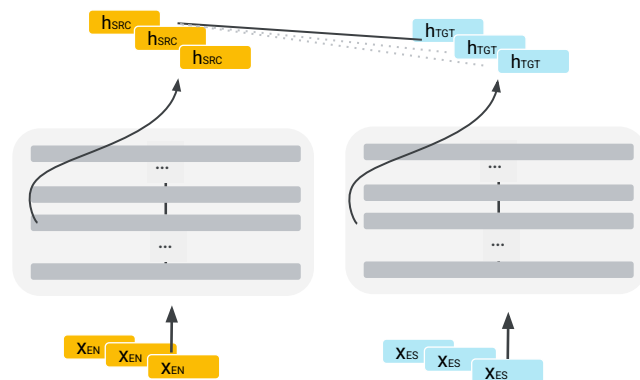 hSRC
hSRC
hSRC
hTGT
hTGT
hTGT
...
...
...
...
XEN
XEN
XEN
XES
XES
XES